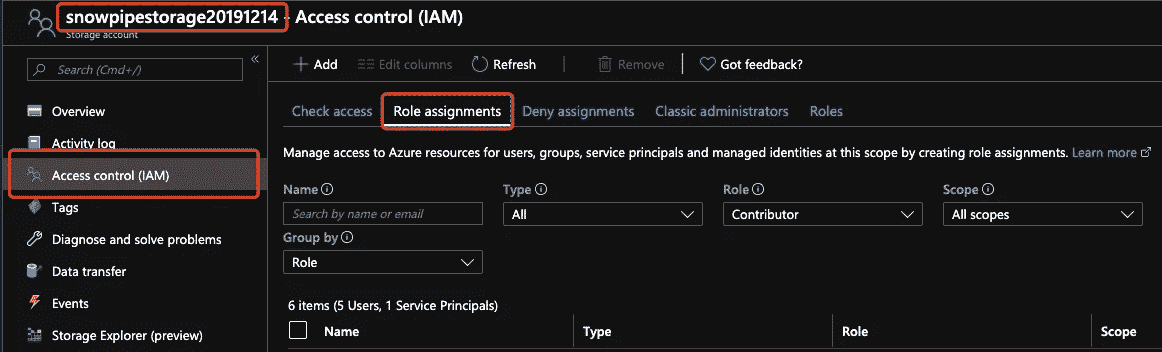 snowpipestorage20191214 - Access control (IAM)
Storage account
Search (Cmd+/)
«
Overview
Activity log
Access control (IAM)
Tags
Diagnose and solve problems
Data transfer
Events
Storage Explorer (preview)
Add
Edit columns
Refresh
Remove
Got feedback?
Check access
Role assignments
Deny assignments
Classic administrators
Roles
Manage access to Azure resources for users, groups, service principals and managed identities at this scope by creating role assignments. Learn more
Name
Type
Role
Scope
Search by name or email
All
Contributor
All scopes
Group by
Role
6 items (5 Users, 1 Service Principals)
Name
Type
Role
Scope